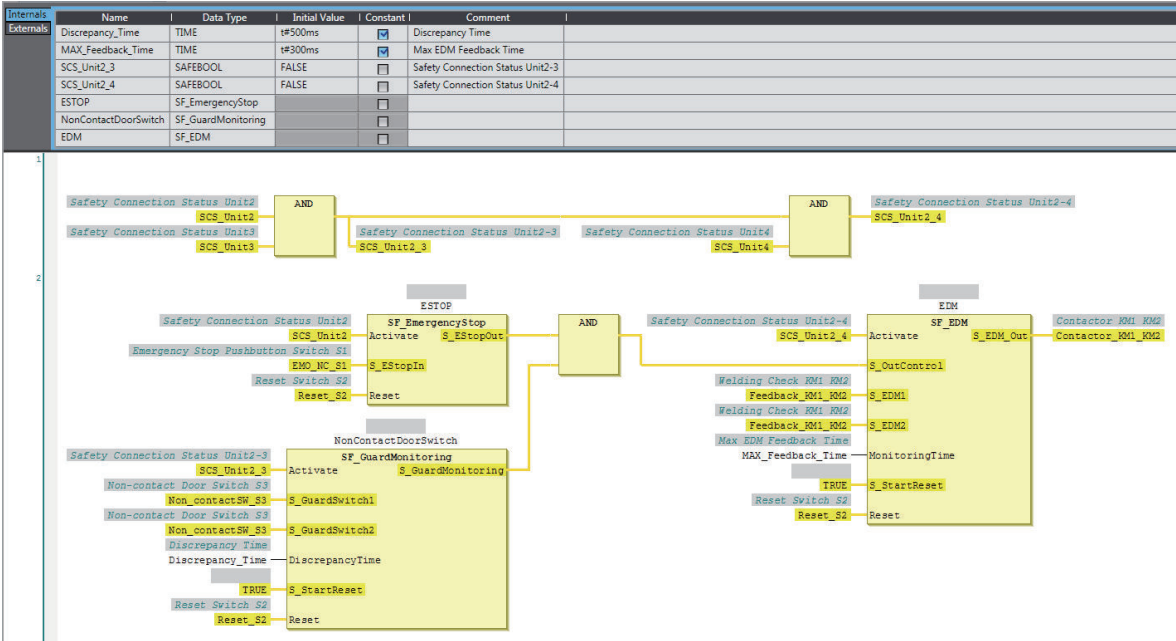 Internals
Externals
Name Data Type Initial Value Constant Comment
Discrepancy_Time TIME t#500ms Discrepancy Time
MAX_Feedback_Time TIME t#300ms Max EDM Feedback Time
SCS_Unit2_3 SAFEBOOL FALSE Safety Connection Status Unit2-3
SCS_Unit2_4 SAFEBOOL FALSE Safety Connection Status Unit2-4
ESTOP SF_EmergencyStop
NonContactDoorSwitch SF_GuardMonitoring
EDM SF_EDM
1
Safety Connection Status Unit2 AND AND Safety Connection Status Unit2-4
SCS_Unit2 SCS_Unit2_4
Safety Connection Status Unit3 Safety Connection Status Unit2-3 Safety Connection Status Unit4
SCS_Unit3 SCS_Unit2_3 SCS_Unit4
2
ESTOP EDM
Safety Connection Status Unit2 SF_EmergencyStop AND Safety Connection Status Unit2-4 SF_EDM Contactor KM1 KM2
SCS_Unit2 Activate S_EStopOut SCS_Unit2_4 Activate S_EDM_Out Contactor_KM1_KM2
Emergency Stop Pushbutton Switch S1
EMO_NC_S1 S_EStopIn S_OutControl
Reset Switch S2 Welding Check KM1 KM2
Reset_S2 Reset Feedback_KM1_KM2 S_EDM1
Welding Check KM1 KM2
Feedback_KM1_KM2 S_EDM2
NonContactDoorSwitch Max EDM Feedback Time
Safety Connection Status Unit2-3 SF_GuardMonitoring MAX_Feedback_Time MonitoringTime
SCS_Unit2_3 Activate S_GuardMonitoring
Non-contact Door Switch S3 TRUE S_StartReset
Non_contactSW_S3 S_GuardSwitch1 Reset Switch S2
Non-contact Door Switch S3 Reset_S2 Reset
Non_contactSW_S3 S_GuardSwitch2
Discrepancy Time
Discrepancy_Time DiscrepancyTime
TRUE S_StartReset
Reset Switch S2
Reset_S2 Reset